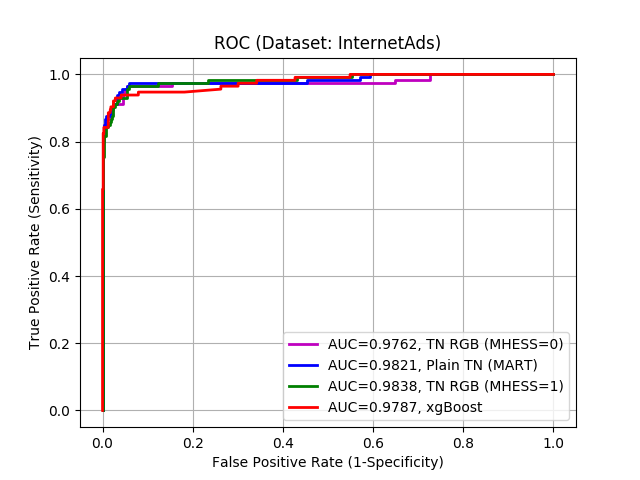 ROC (Dataset: InternetAds)
True Positive Rate (Sensitivity)
1.0
0.8
0.6
0.4
0.2
0.0
AUC=0.9762, TN RGB (MHESS=0)
AUC=0.9821, Plain TN (MART)
AUC=0.9838, TN RGB (MHESS=1)
AUC=0.9787, xgBoost
0.0 0.2 0.4 0.6 0.8 1.0
False Positive Rate (1-Specificity)